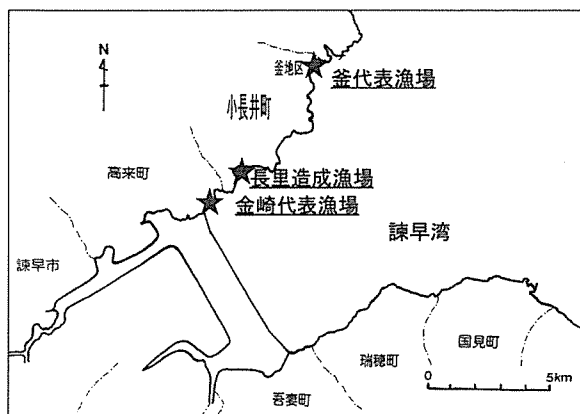 N
釜地区
釜代表漁場
小長井町
高来町
長里造成漁場
金崎代表漁場
諫早湾
諫早市
国見町
瑞穂町
吾妻町
0
5km